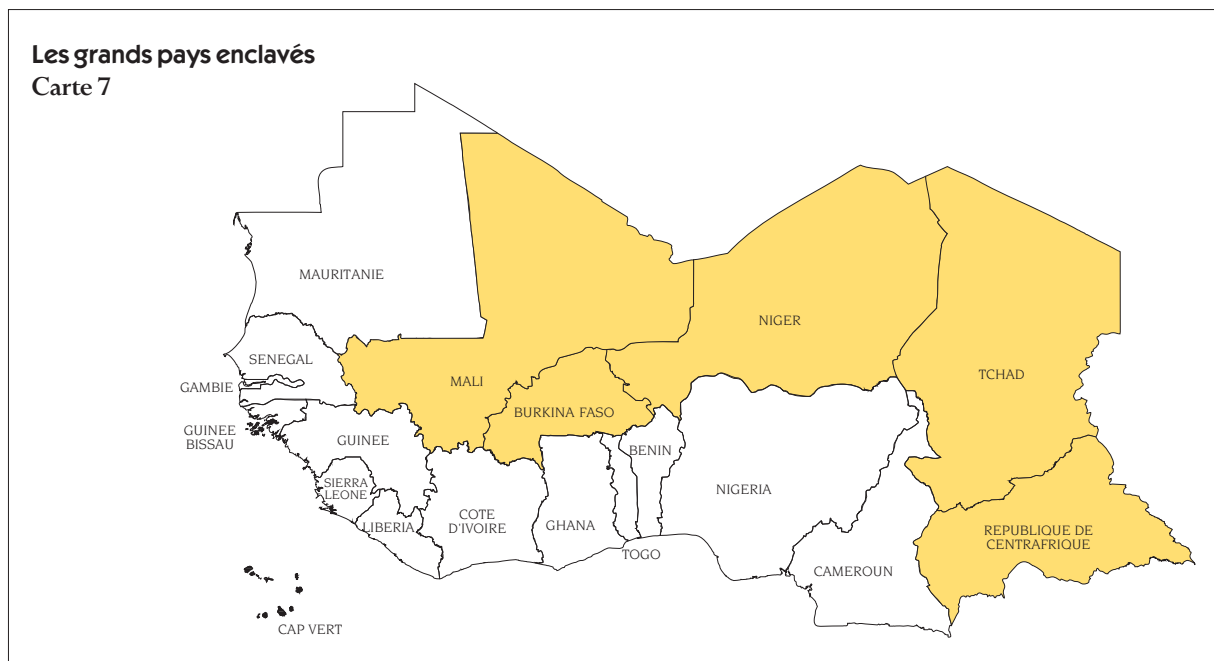 Les grands pays enclavés
Carte 7
MAURITANIE
NIGER
SENEGAL
TCHAD
MALI
GAMBIE
BURKINA FASO
GUINEE
BISSAU
GUINEE
BENIN
SIERRA
LEONE
NIGERIA
LIBERIA
COTE
D'IVOIRE
GHANA
REPUBLIQUE DE
CENTRAFRIQUE
TOGO
CAMEROUN
CAP VERT